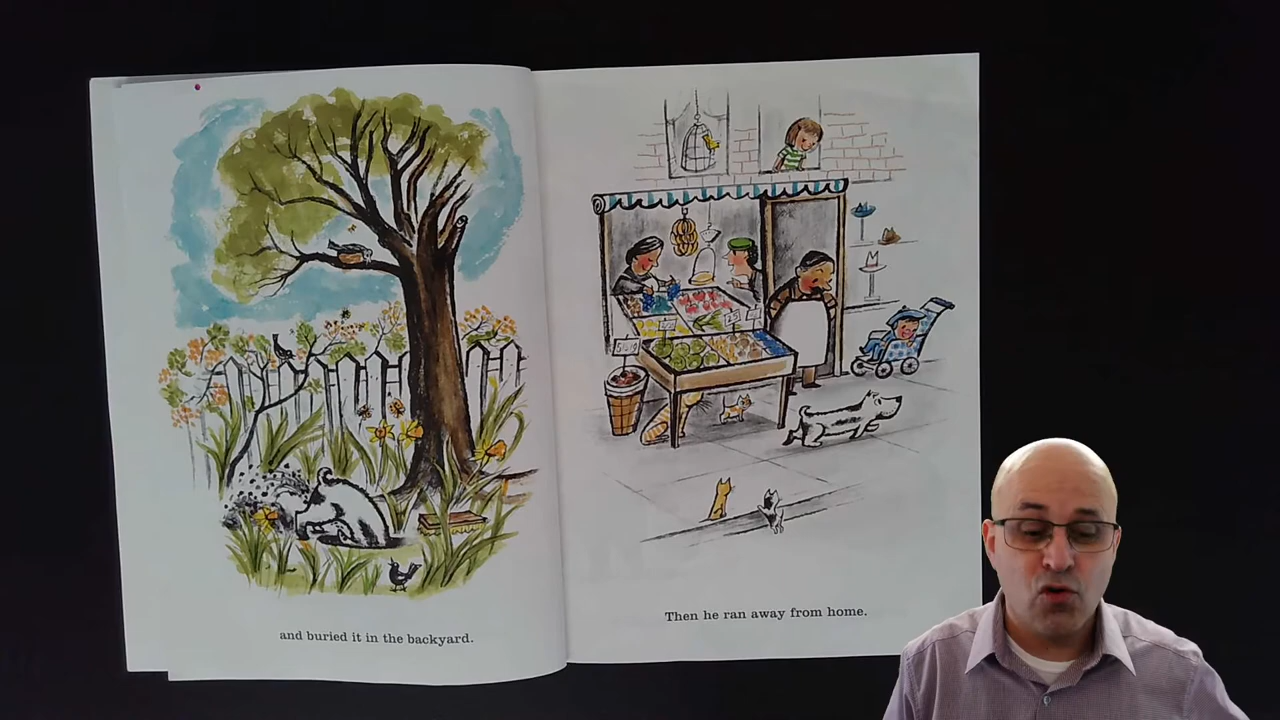 and buried it in the backyard.
Then he ran away from home.